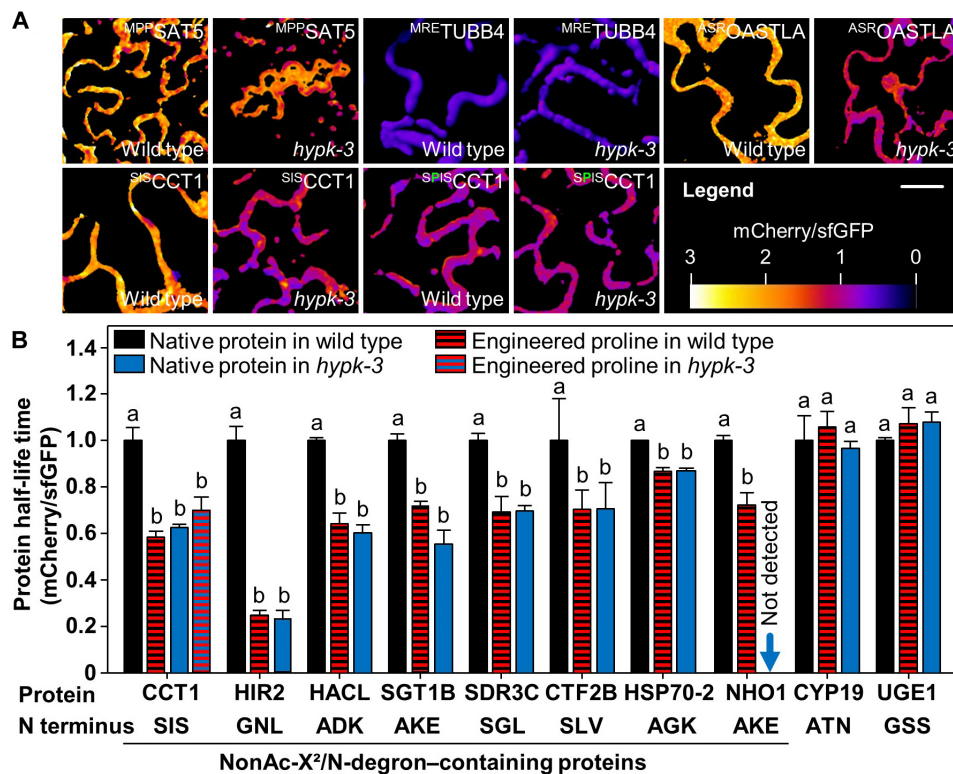 A
MPPSAT5 MPPSAT5 MRETUBB4 MRETUBB4 ASROASTLA ASROASTLA
Wild type hypk-3 Wild type hypk-3 Wild type hypk-3
SISCCT1 SISCCT1 SPISCCT1 SPISCCT1 Legend
mCherry/sfGFP
3 2 1 0
Wild type hypk-3 Wild type hypk-3
B
Native protein in wild type Engineered proline in wild type
Native protein in hypk-3 Engineered proline in hypk-3
Protein half-life time
(mCherry/sfGFP)
1.4
1.2
1.0
0.8
0.6
0.4
0.2
0
a b b b a b b a b b a b b a b b a b b a b b a b a a a a a a
Not detected
Protein CCT1 HIR2 HACL SGT1B SDR3C CTF2B HSP70-2 NHO1 CYP19 UGE1
N terminus SIS GNL ADK AKE SGL SLV AGK AKE ATN GSS
NonAc-X²/N-degron–containing proteins